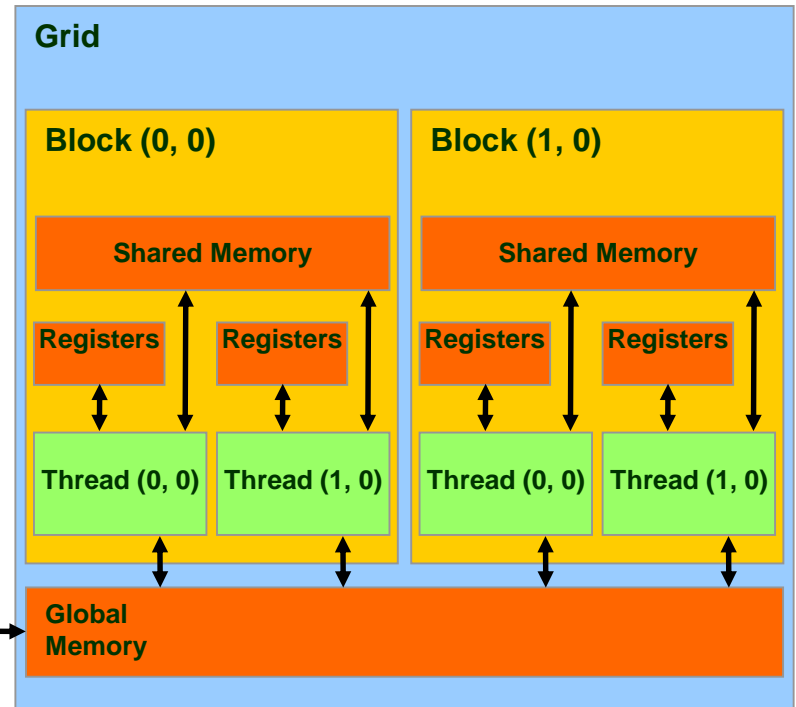 Grid
Block (0, 0)
Block (1, 0)
Shared Memory
Shared Memory
Registers
Registers
Registers
Registers
Thread (0, 0)
Thread (1, 0)
Thread (0, 0)
Thread (1, 0)
Global
Memory